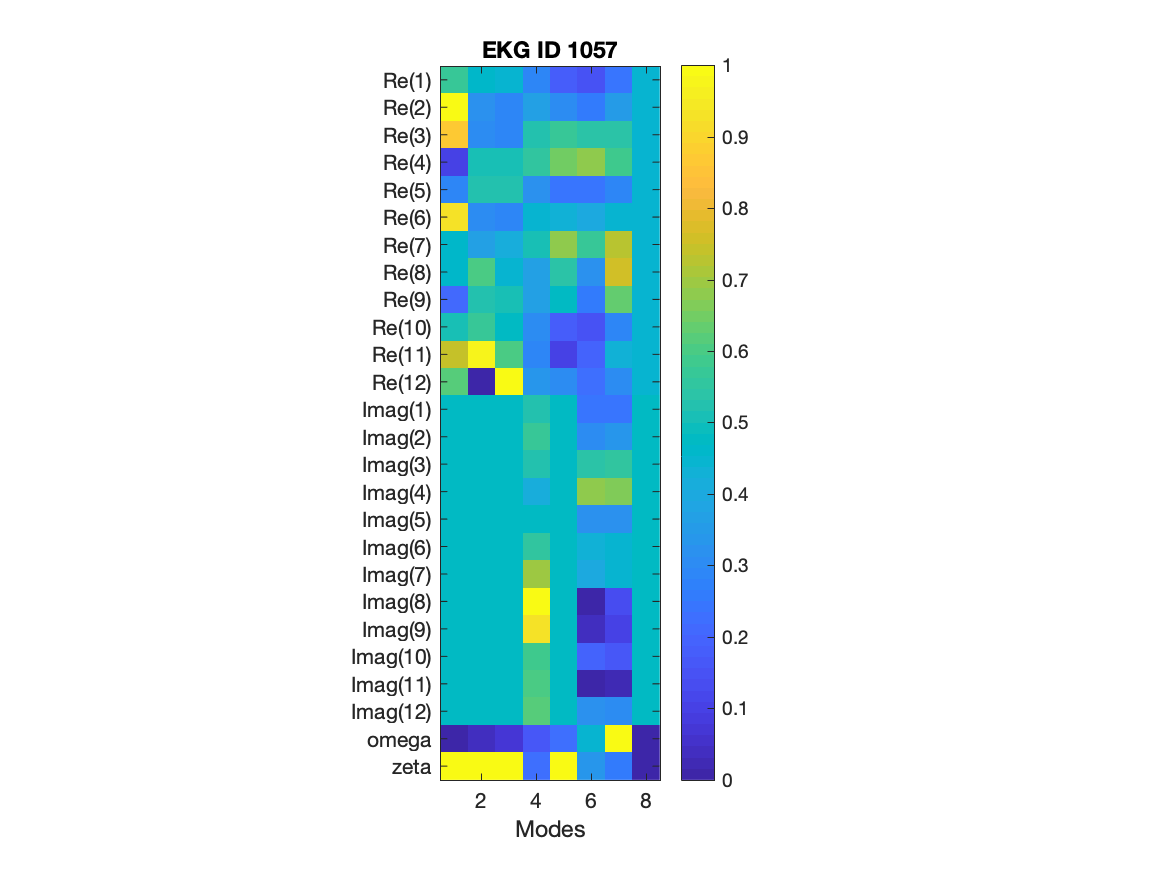 EKG ID 1057
Re(1)
Re(2)
Re(3)
Re(4)
Re(5)
Re(6)
Re(7)
Re(8)
Re(9)
Re(10)
Re(11)
Re(12)
Imag(1)
Imag(2)
Imag(3)
Imag(4)
Imag(5)
Imag(6)
Imag(7)
Imag(8)
Imag(9)
Imag(10)
Imag(11)
Imag(12)
omega
zeta
2 4 6 8
Modes
1
0.9
0.8
0.7
0.6
0.5
0.4
0.3
0.2
0.1
0